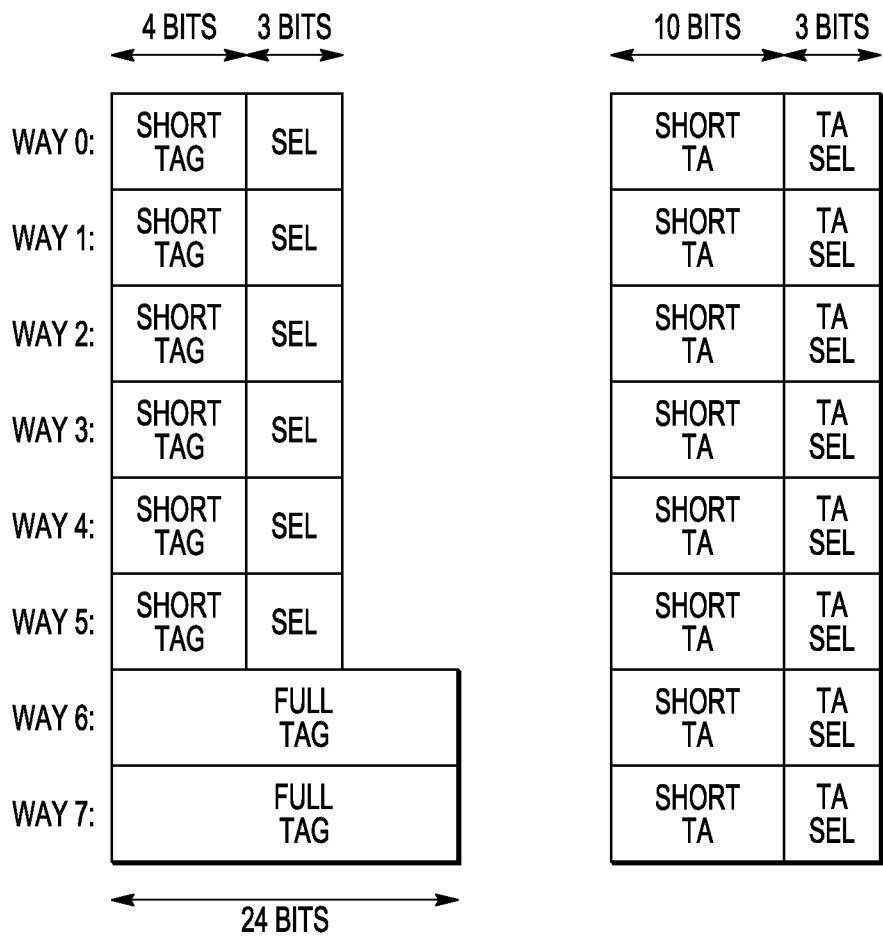 4 BITS 3 BITS 10 BITS 3 BITS
WAY 0: SHORT TAG SEL SHORT TA TA SEL
WAY 1: SHORT TAG SEL SHORT TA TA SEL
WAY 2: SHORT TAG SEL SHORT TA TA SEL
WAY 3: SHORT TAG SEL SHORT TA TA SEL
WAY 4: SHORT TAG SEL SHORT TA TA SEL
WAY 5: SHORT TAG SEL SHORT TA TA SEL
WAY 6: FULL TAG SHORT TA TA SEL
WAY 7: FULL TAG SHORT TA TA SEL
24 BITS